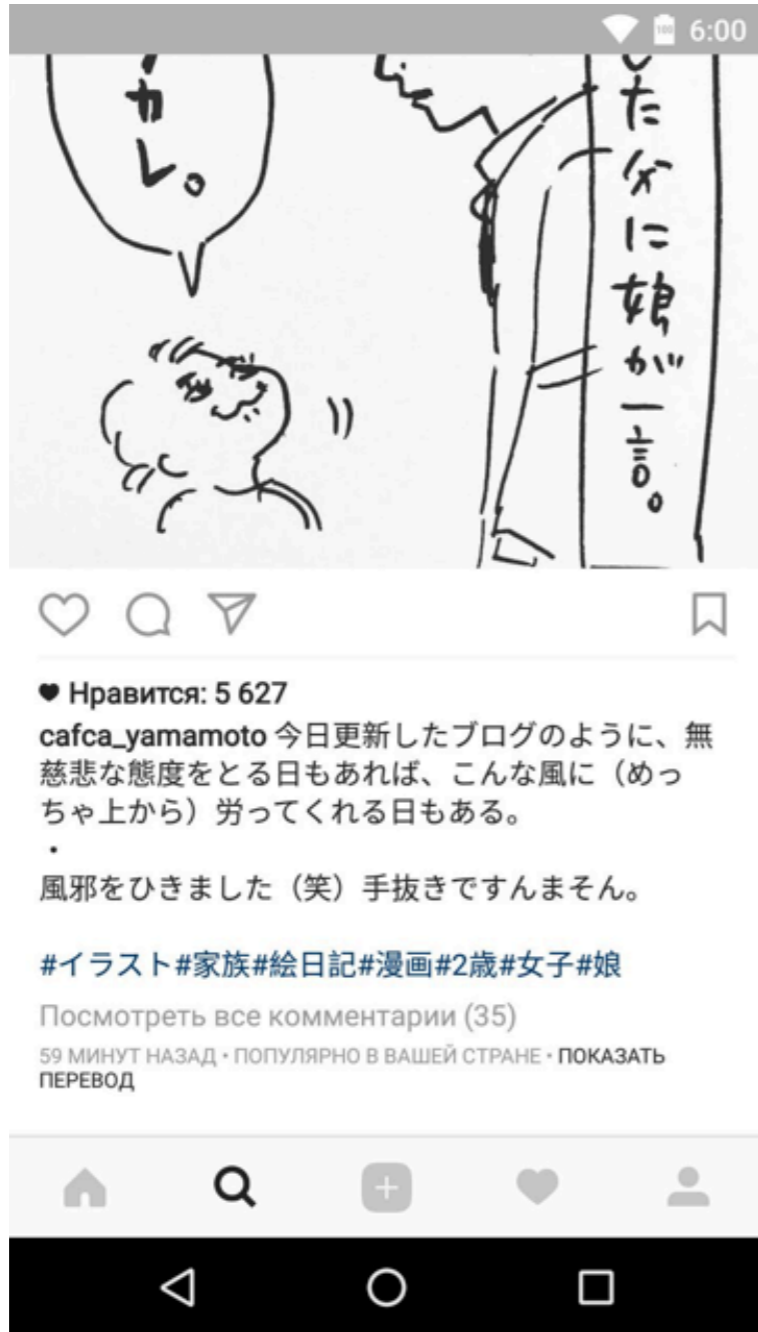 6:00
した父に娘が一言。
カレ。
Нравится: 5 627
cafca_yamamoto 今日更新したブログのように、無
慈悲な態度をとる日もあれば、こんな風に（めっ
ちゃ上から）労ってくれる日もある。
・
風邪をひきました（笑）手抜きですんまそん。
#イラスト#家族#絵日記#漫画#2歳#女子#娘
Посмотреть все комментарии (35)
59 МИНУТ НАЗАД • ПОПУЛЯРНО В ВАШЕЙ СТРАНЕ • ПОКАЗАТЬ
ПЕРЕВОД